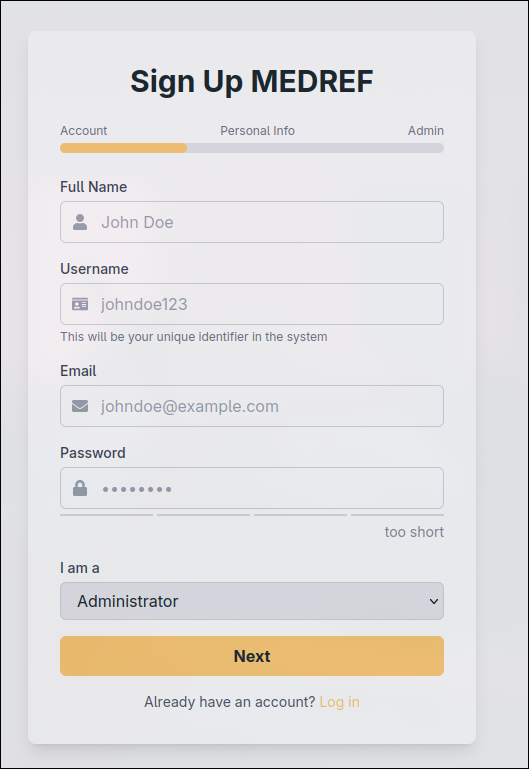 Sign Up MEDREF
Account Personal Info Admin
Full Name
John Doe
Username
johndoe123
This will be your unique identifier in the system
Email
johndoe@example.com
Password
••••••••
too short
I am a
Administrator
Next
Already have an account? Log in